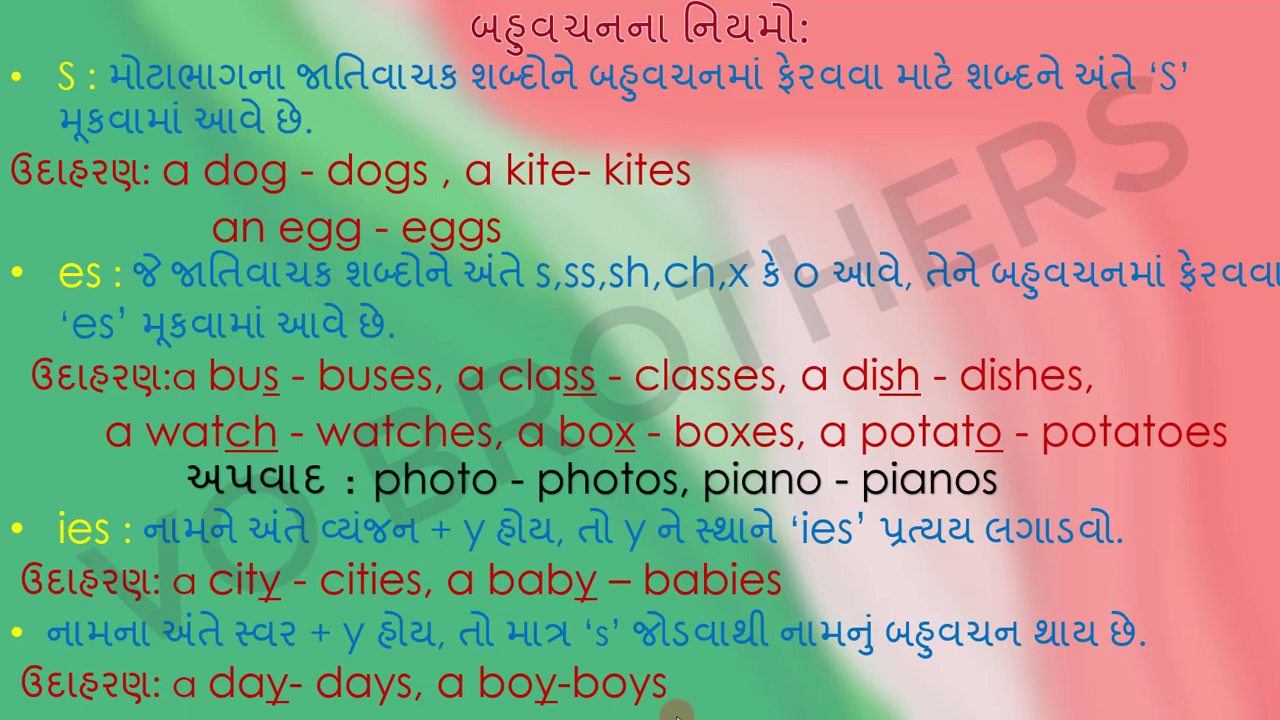 બહુવચનના નિયમો:
• S : મોટાભાગના જાતિવાચક શબ્દોને બહુવચનમાં ફેરવવા માટે શબ્દને અંતે ‘S’
મૂકવામાં આવે છે.
ઉદાહરણ: a dog - dogs , a kite- kites
an egg - eggs
• es : જે જાતિવાચક શબ્દોને અંતે s,ss,sh,ch,x કે o આવે, તેને બહુવચનમાં ફેરવવા
‘es’ મૂકવામાં આવે છે.
ઉદાહરણ:a bus - buses, a class - classes, a dish - dishes,
a watch - watches, a box - boxes, a potato - potatoes
અપવાદ : photo - photos, piano - pianos
• ies : નામને અંતે વ્યંજન + y હોય, તો y ને સ્થાને ‘ies’ પ્રત્યય લગાડવો.
ઉદાહરણ: a city - cities, a baby – babies
• નામના અંતે સ્વર + y હોય, તો માત્ર ‘s’ જોડવાથી નામનું બહુવચન થાય છે.
ઉદાહરણ: a day- days, a boy-boys
VO BROTHERS